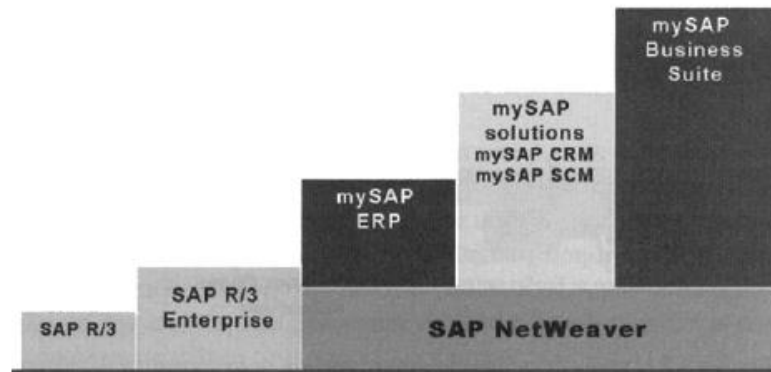 SAP R/3
SAP R/3
Enterprise
mySAP
ERP
mySAP
solutions
mySAP CRM
mySAP SCM
mySAP
Business
Suite
SAP NetWeaver